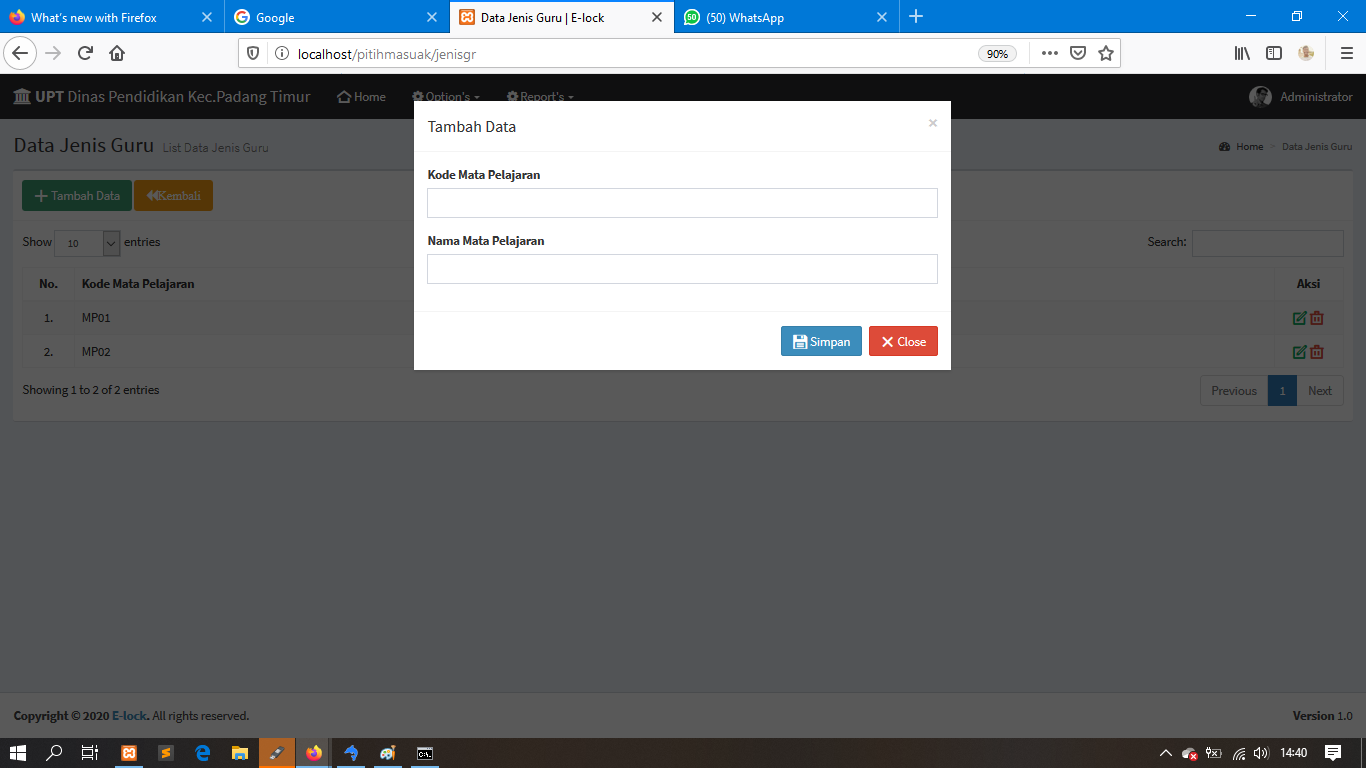 What's new with Firefox
Google
Data Jenis Guru | E-lock
50 (50) WhatsApp
localhost/pitihmasuak/jenisgr
90%
UPT Dinas Pendidikan Kec.Padang Timur
Home
Option's
Report's
Administrator
Data Jenis Guru List Data Jenis Guru
Home > Data Jenis Guru
Tambah Data
Kembali
Show 10 entries
Search:
No. Kode Mata Pelajaran Aksi
1. MP01
2. MP02
Showing 1 to 2 of 2 entries
Previous 1 Next
Tambah Data
×
Kode Mata Pelajaran
Nama Mata Pelajaran
Simpan
Close
Copyright © 2020 E-lock. All rights reserved.
Version 1.0
14:40